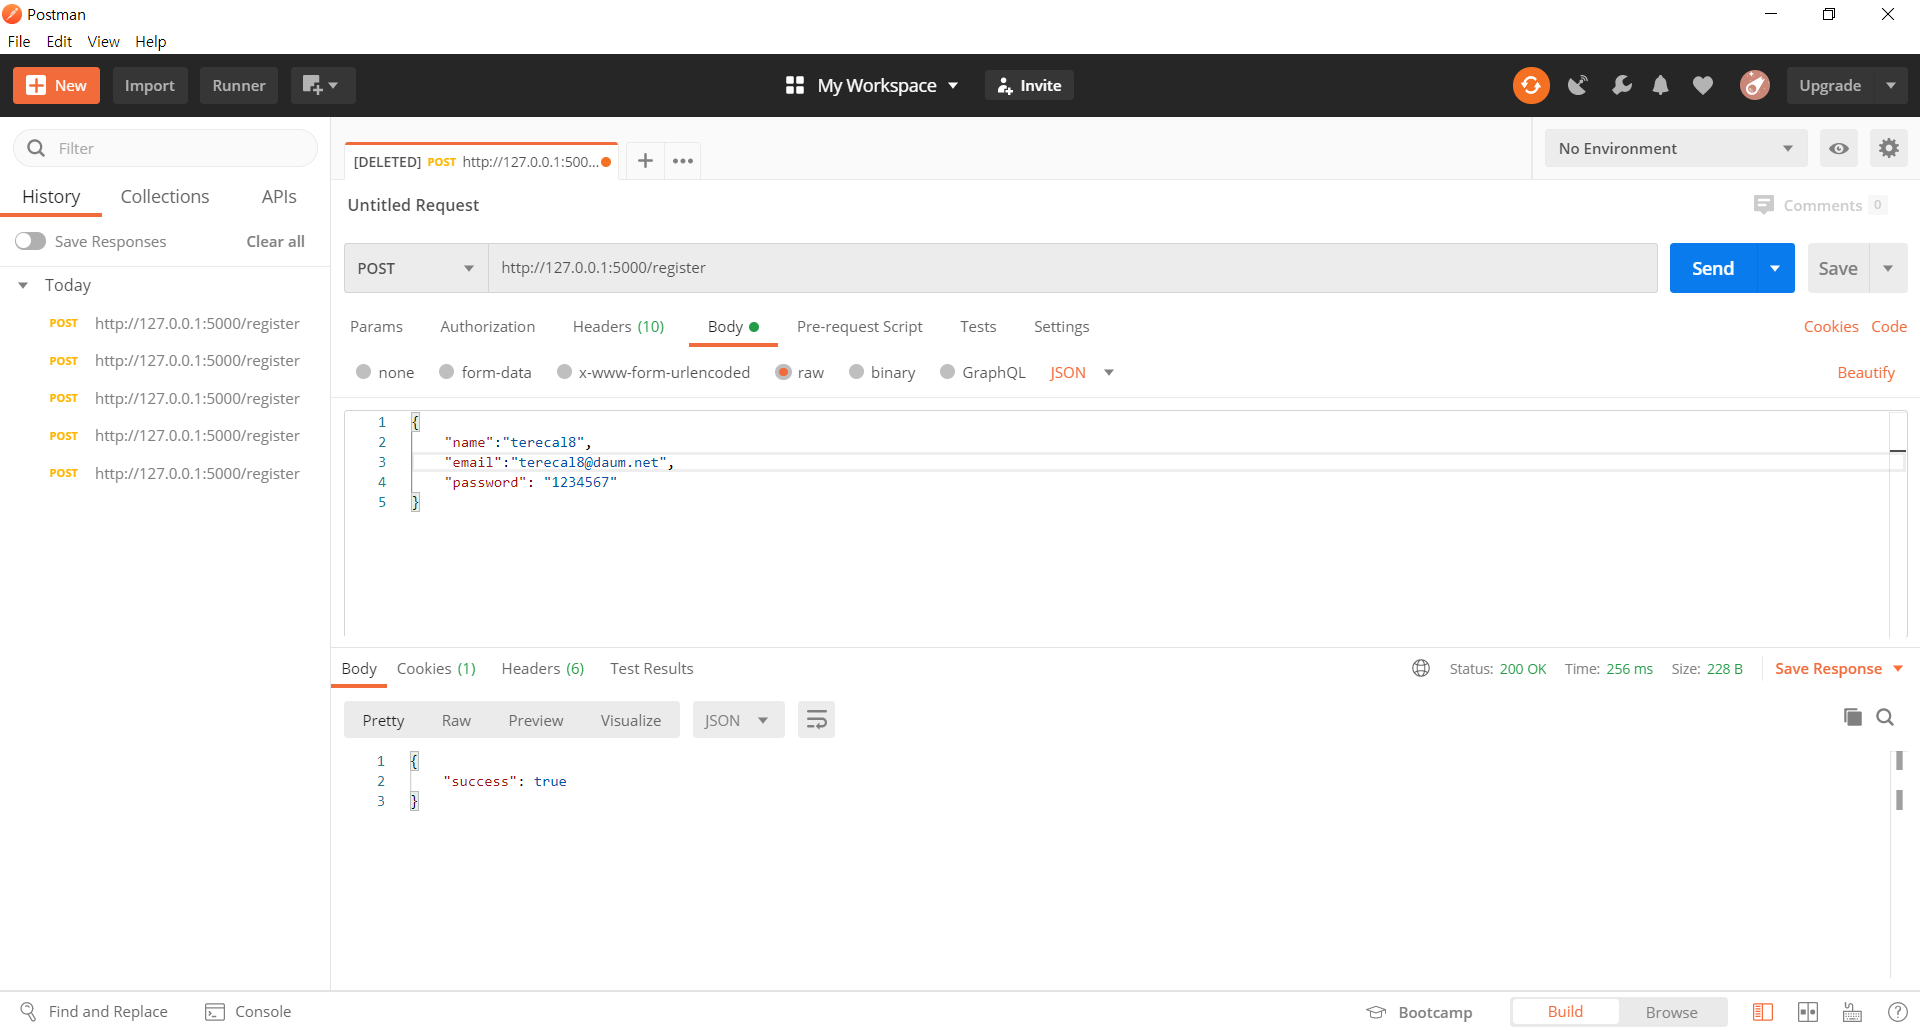 Postman
File Edit View Help
New Import Runner My Workspace Invite Upgrade
Filter
History Collections APIs
Save Responses Clear all
Today
POST http://127.0.0.1:5000/register
POST http://127.0.0.1:5000/register
POST http://127.0.0.1:5000/register
POST http://127.0.0.1:5000/register
POST http://127.0.0.1:5000/register
[DELETED] POST http://127.0.0.1:500...
No Environment
Untitled Request
Comments 0
POST http://127.0.0.1:5000/register Send Save
Params Authorization Headers (10) Body Pre-request Script Tests Settings Cookies Code
none form-data x-www-form-urlencoded raw binary GraphQL JSON Beautify
1 {
2 "name":"terecal8",
3 "email":"terecal8@daum.net",
4 "password": "1234567"
5 }
Body Cookies (1) Headers (6) Test Results Status: 200 OK Time: 256 ms Size: 228 B Save Response
Pretty Raw Preview Visualize JSON
1 {
2 "success": true
3 }
Find and Replace Console Bootcamp Build Browse